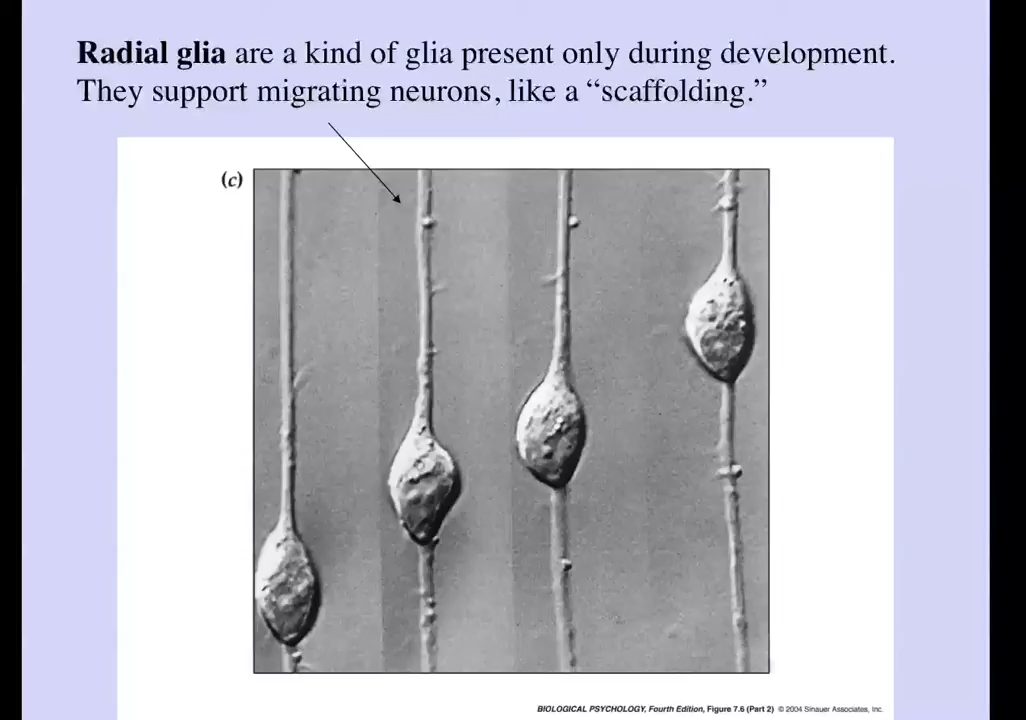 Radial glia are a kind of glia present only during development.
They support migrating neurons, like a “scaffolding.”
(c)
BIOLOGICAL PSYCHOLOGY, Fourth Edition, Figure 7.6 (Part 2) © 2004 Sinauer Associates, Inc.